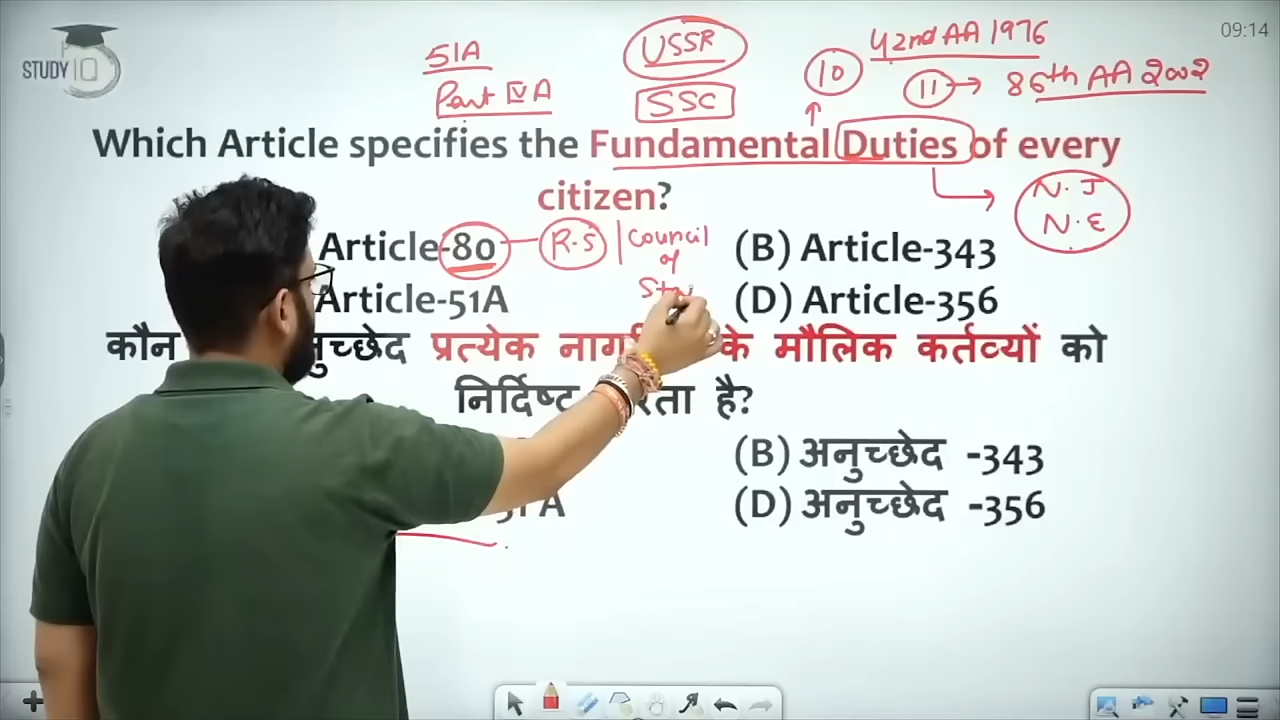 09:14
STUDY IQ
51A
Part IV A
USSR
SSC
10
42nd AA 1976
11 → 86th AA 2002
Which Article specifies the Fundamental Duties of every
citizen?
N.J
N.E
Article-80
R.S
Council
of
(B) Article-343
Article-51A
(D) Article-356
कौन
अनुच्छेद प्रत्येक
के मौलिक कर्तव्यों को
है?
(B) अनुच्छेद -343
(D) अनुच्छेद -356